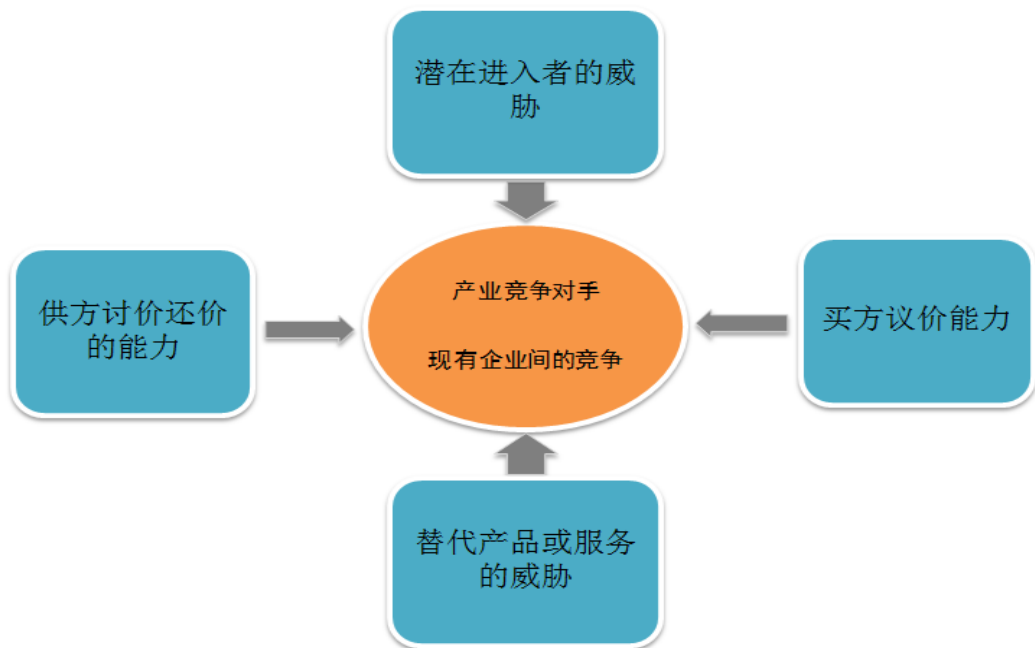 潜在进入者的威
胁
供方讨价还价
的能力
产业竞争对手
现有企业间的竞争
买方议价能力
替代产品或服务
的威胁